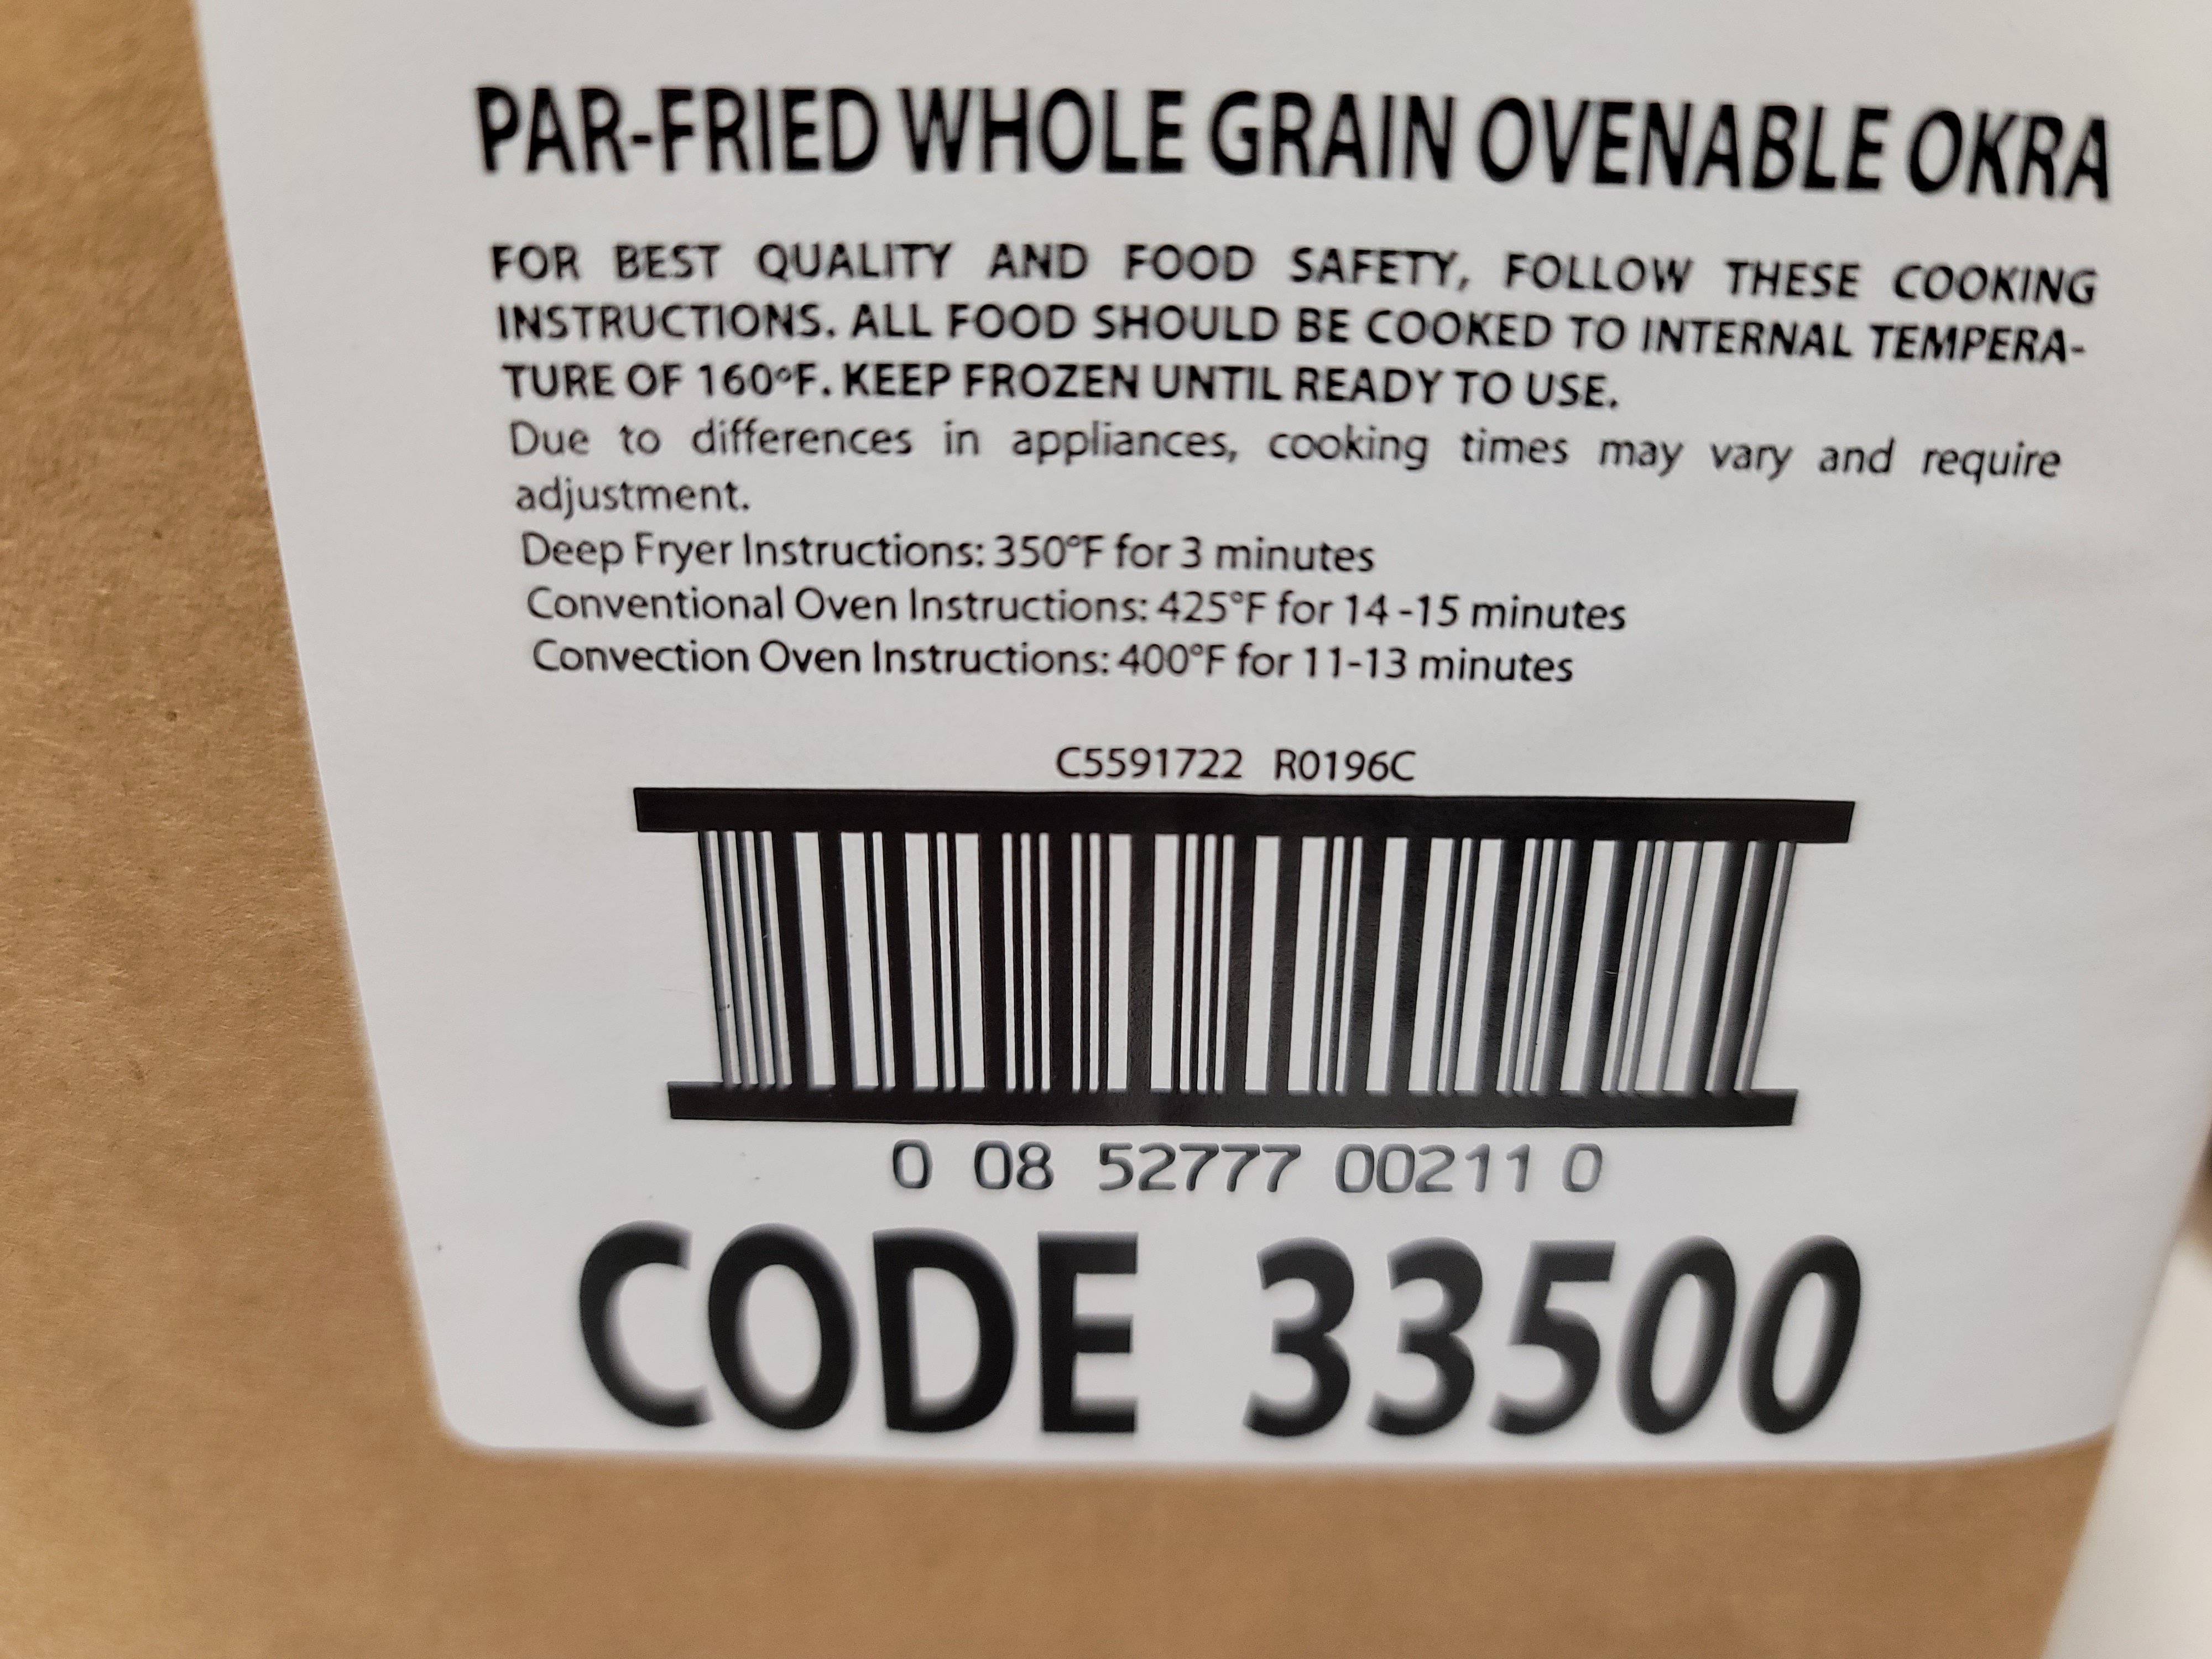 PAR-FRIED WHOLE GRAIN OVENABLE OKRA
FOR BEST QUALITY AND FOOD SAFETY, FOLLOW THESE COOKING
INSTRUCTIONS. ALL FOOD SHOULD BE COOKED TO INTERNAL TEMPERA-
TURE OF 160ºF. KEEP FROZEN UNTIL READY TO USE.
Due to differences in appliances, cooking times may vary and require
adjustment.
Deep Fryer Instructions: 350°F for 3 minutes
Conventional Oven Instructions: 425°F for 14 -15 minutes
Convection Oven Instructions: 400°F for 11-13 minutes
C5591722 R0196C
0 08 52777 00211 0
CODE 33500